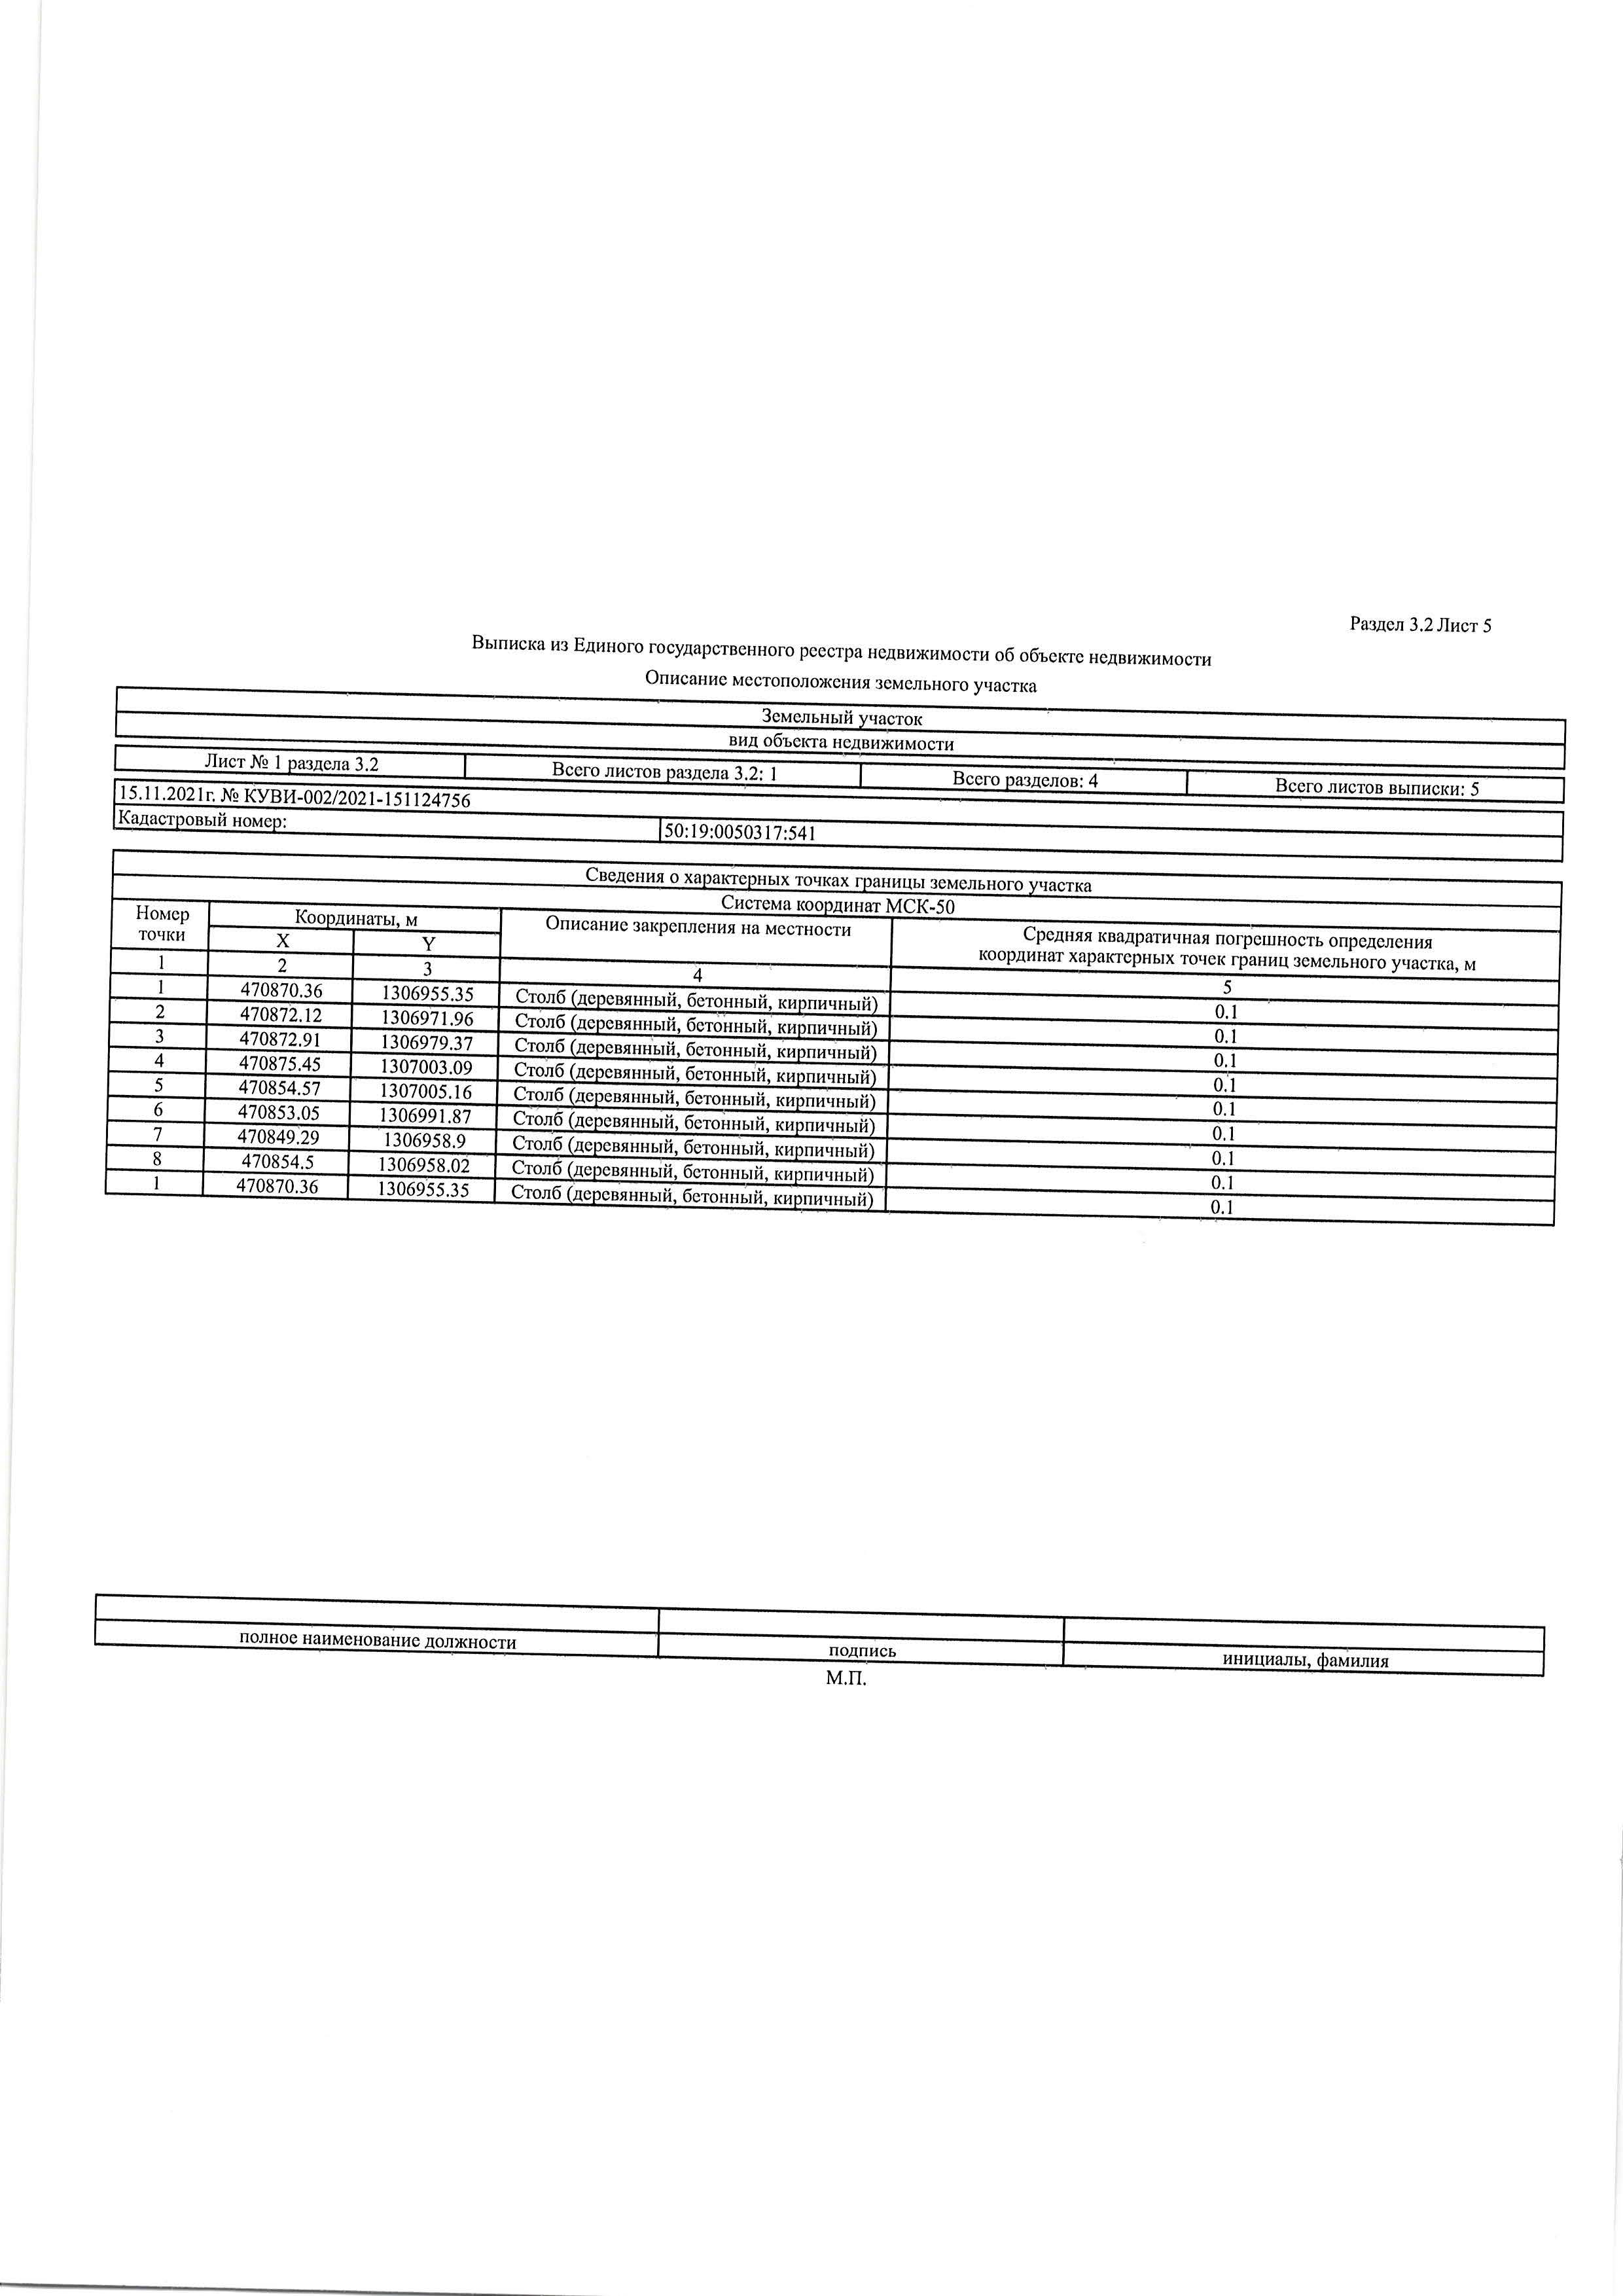 Раздел 3.2 Лист 5
Выписка из Единого государственного реестра недвижимости об объекте недвижимости
Описание местоположения земельного участка
Земельный участок
вид объекта недвижимости
Лист № 1 раздела 3.2 Всего листов раздела 3.2: 1 Всего разделов: 4 Всего листов выписки: 5
15.11.2021г. № КУВИ-002/2021-151124756
Кадастровый номер: 50:19:0050317:541
Сведения о характерных точках границы земельного участка
Система координат МСК-50
Номер точки Координаты, м Описание закрепления на местности Средняя квадратичная погрешность определения
координат характерных точек границ земельного участка, м
X Y
1 2 3 4 5
1 470870.36 1306955.35 Столб (деревянный, бетонный, кирпичный) 0.1
2 470872.12 1306971.96 Столб (деревянный, бетонный, кирпичный) 0.1
3 470872.91 1306979.37 Столб (деревянный, бетонный, кирпичный) 0.1
4 470875.45 1307003.09 Столб (деревянный, бетонный, кирпичный) 0.1
5 470854.57 1307005.16 Столб (деревянный, бетонный, кирпичный) 0.1
6 470853.05 1306991.87 Столб (деревянный, бетонный, кирпичный) 0.1
7 470849.29 1306958.9 Столб (деревянный, бетонный, кирпичный) 0.1
8 470854.5 1306958.02 Столб (деревянный, бетонный, кирпичный) 0.1
1 470870.36 1306955.35 Столб (деревянный, бетонный, кирпичный) 0.1
полное наименование должности подпись инициалы, фамилия
М.П.